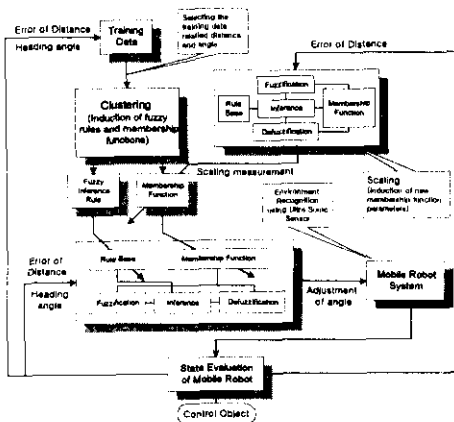 Error of Distance
Heading angle
Training
Data
Selecting the
training data
related distance
and angle
Error of Distance
Clustering
(Induction of fuzzy
rules and membership
functions)
Fuzzification
Rule
Base
Inference
Membership
Function
Defuzzification
Scaling measurement
Fuzzy
Inference
Rule
Membership
Function
Environment
Recognition
using Ultra Sonic
Sensor
Scaling
(Induction of new
membership function
parameters)
Error of
Distance
Heading
angle
Rule Base
Membership Function
Fuzzification
Inference
Defuzzification
Adjustment
of angle
Mobile Robot
System
State Evaluation
of Mobile Robot
Control Object